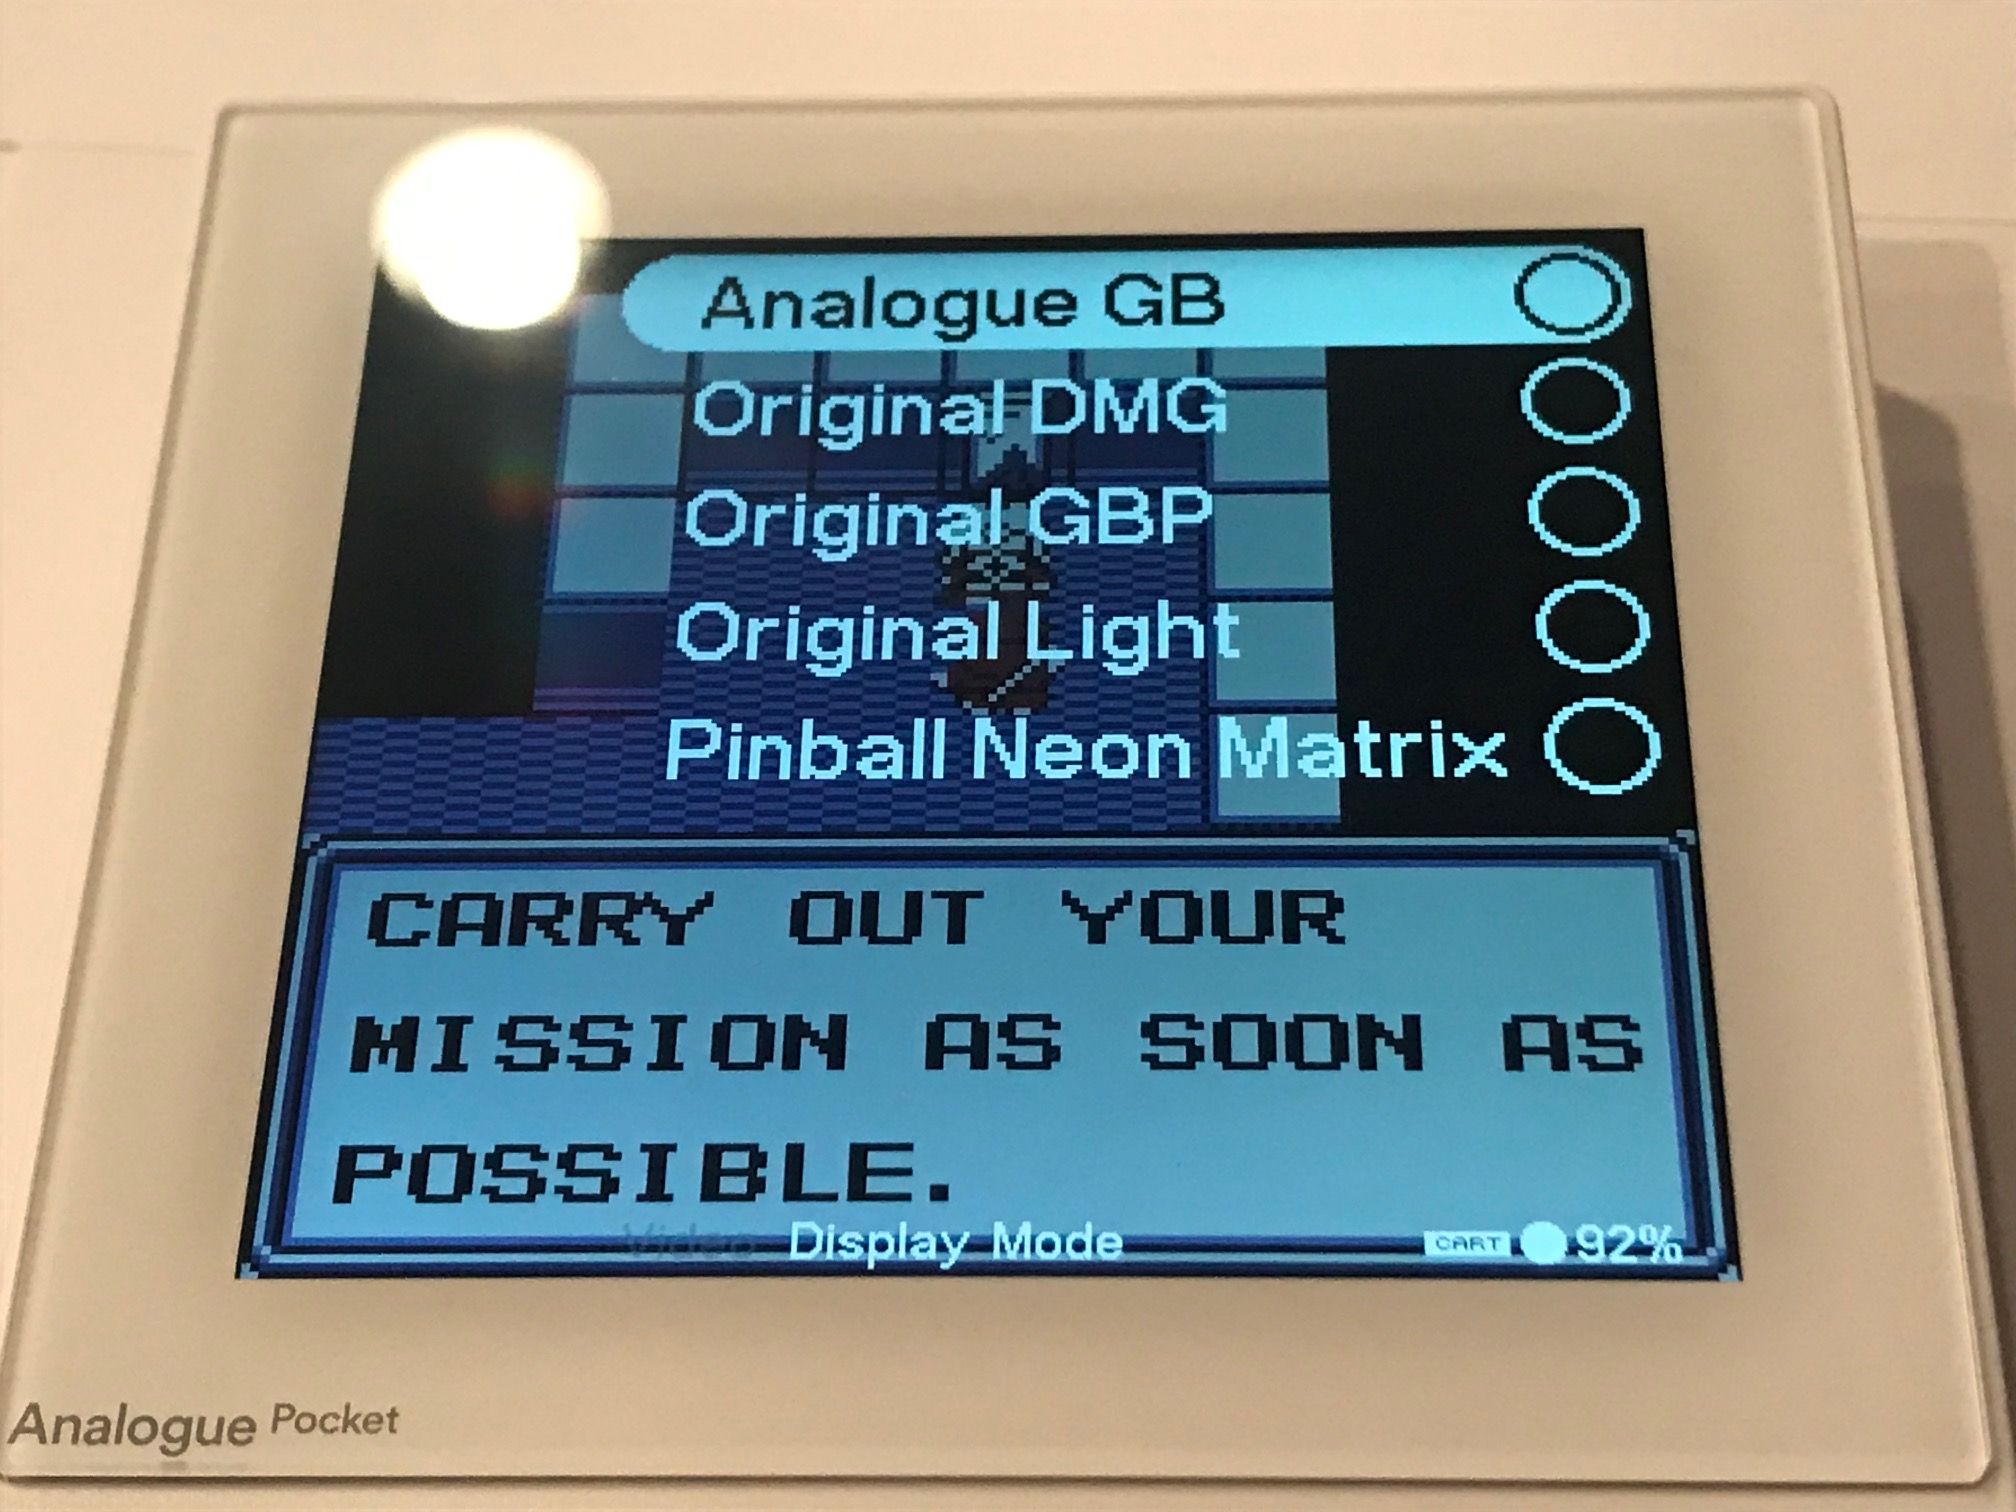 Analogue GB
Original DMG
Original GBP
Original Light
Pinball Neon Matrix
CARRY OUT YOUR
MISSION AS SOON AS
POSSIBLE.
Video Display Mode CART 92%
Analogue Pocket